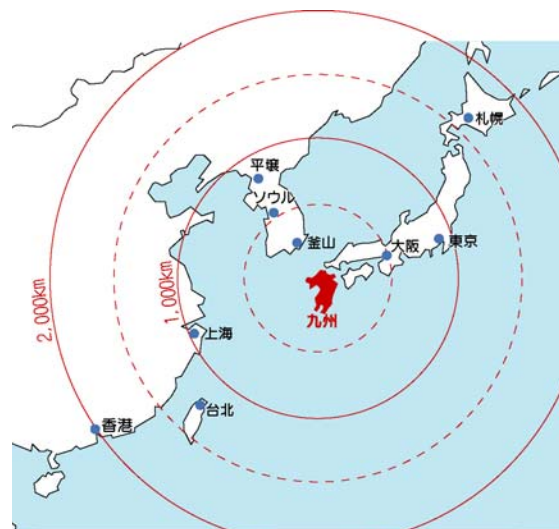 札幌
平壌
ソウル
釜山
大阪
東京
2,000km
1,000km
九州
上海
台北
香港